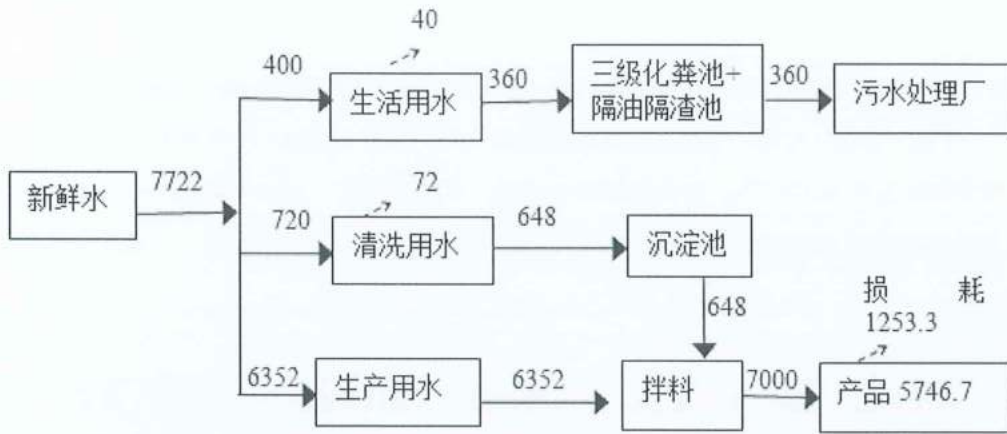 40
400
生活用水
360
三级化粪池+
隔油隔渣池
360
污水处理厂
新鲜水
7722
72
720
清洗用水
648
沉淀池
648
损 耗
1253.3
6352
生产用水
6352
拌料
7000
产品 5746.7